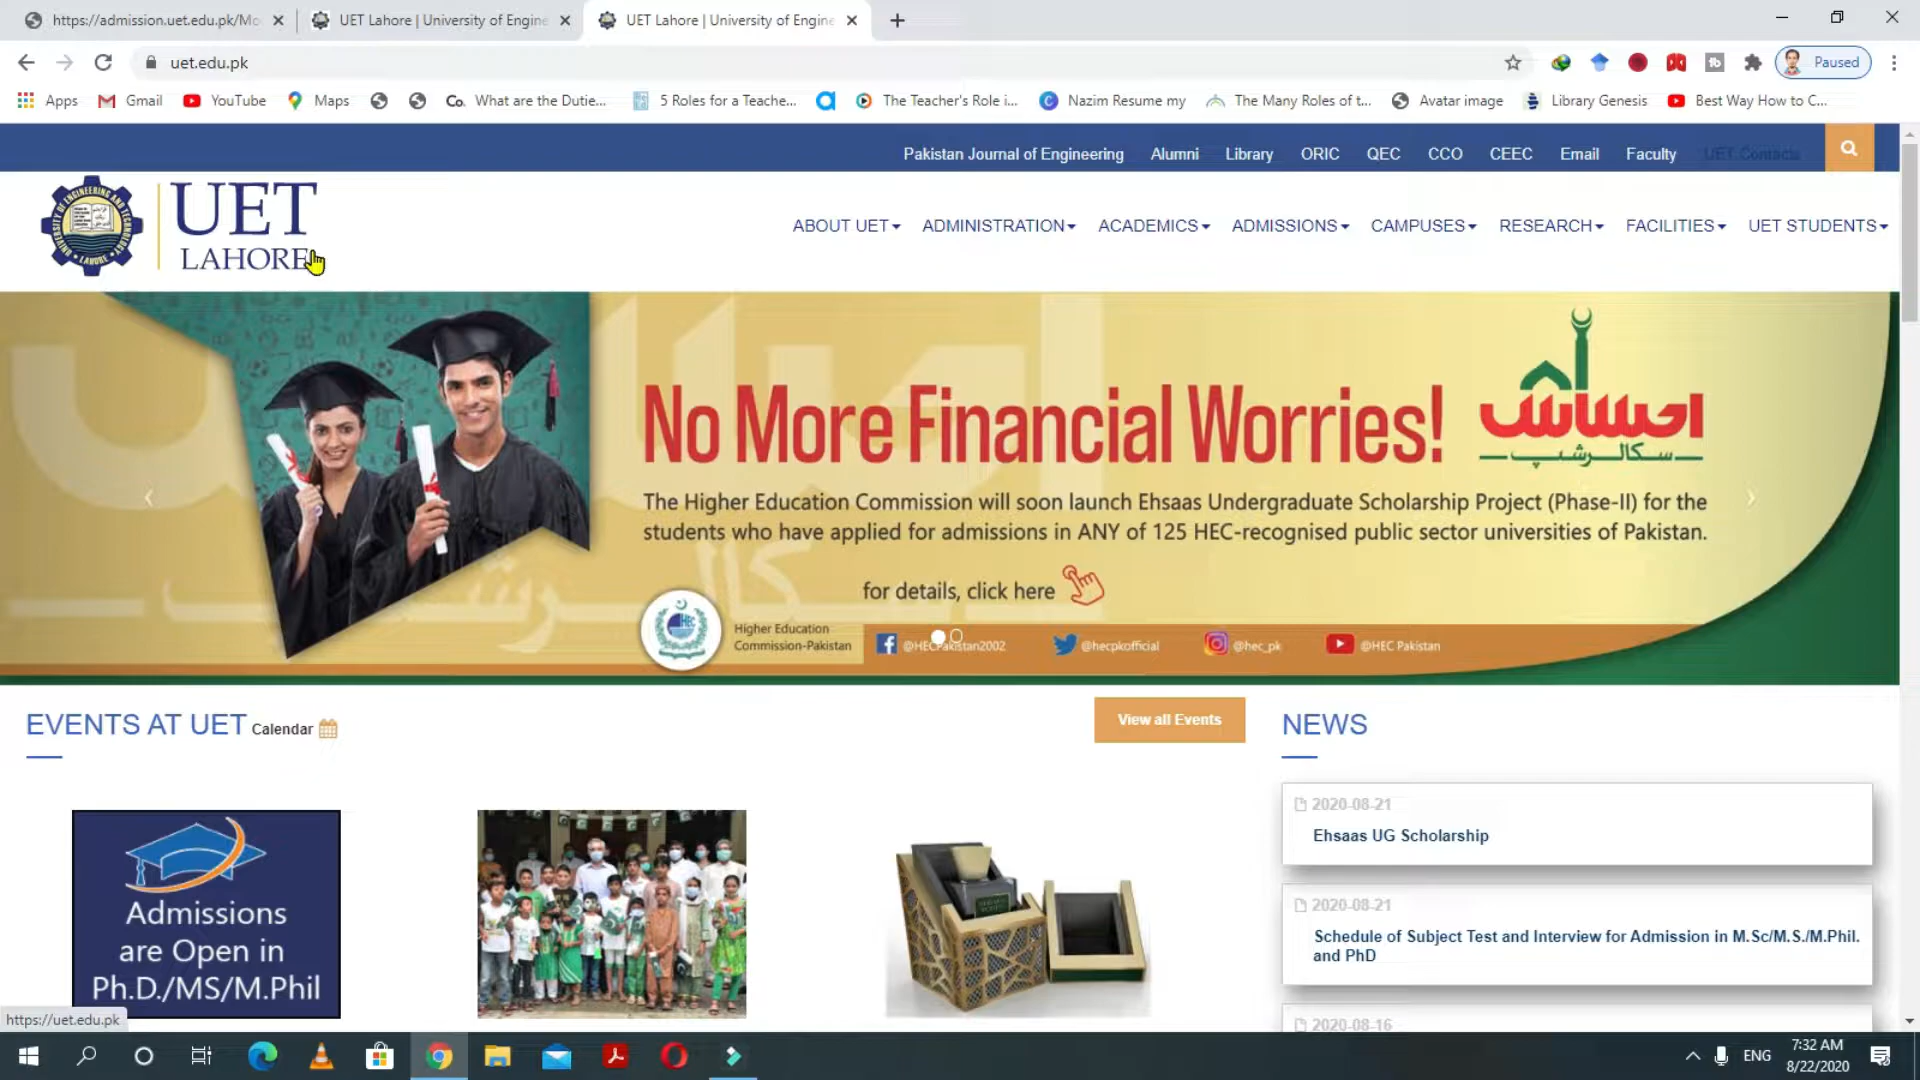 https://admission.uet.edu.pk/Mo
UET Lahore | University of Engine
UET Lahore | University of Engine
uet.edu.pk
Paused
Apps
Gmail
YouTube
Maps
Co.
What are the Dutie...
5 Roles for a Teache...
The Teacher's Role i...
Nazim Resume my
The Many Roles of t...
Avatar image
Library Genesis
Best Way How to C...
Pakistan Journal of Engineering
Alumni
Library
ORIC
QEC
CCO
CEEC
Email
Faculty
UET Contacts
UET
LAHORE
ABOUT UET
ADMINISTRATION
ACADEMICS
ADMISSIONS
CAMPUSES
RESEARCH
FACILITIES
UET STUDENTS
No More Financial Worries!
احساس
سکالرشپ
The Higher Education Commission will soon launch Ehsaas Undergraduate Scholarship Project (Phase-II) for the
students who have applied for admissions in ANY of 125 HEC-recognised public sector universities of Pakistan.
for details, click here
HEC
Higher Education
Commission-Pakistan
@HECPakistan2002
@hecpkofficial
@hec_pk
@HEC Pakistan
EVENTS AT UET Calendar
View all Events
NEWS
Admissions
are Open in
Ph.D./MS/M.Phil
2020-08-21
Ehsaas UG Scholarship
2020-08-21
Schedule of Subject Test and Interview for Admission in M.Sc/M.S./M.Phil.
and PhD
2020-08-16
https://uet.edu.pk
ENG
7:32 AM
8/22/2020